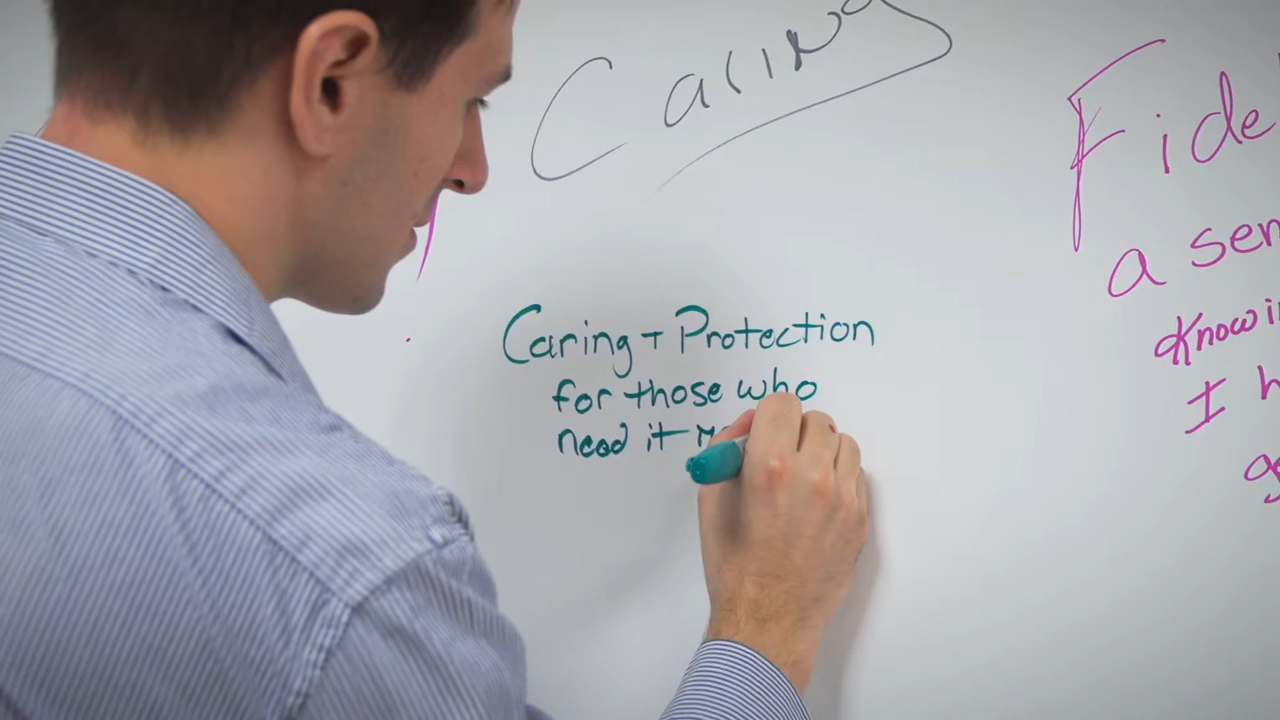 Caring
Caring + Protection
for those who
need it
Fide
a sen
Knowi
I h